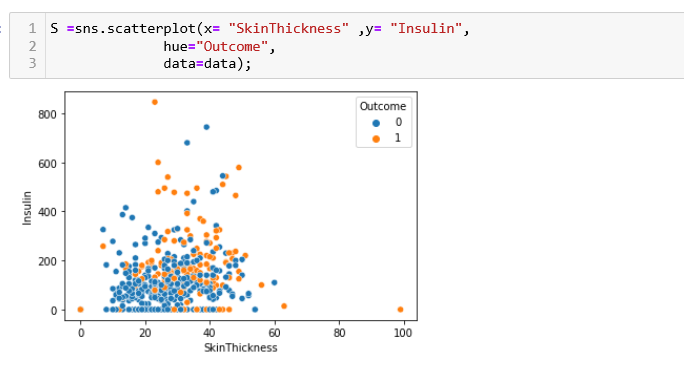 1 S =sns.scatterplot(x= "SkinThickness" ,y= "Insulin",
2 hue="Outcome",
3 data=data);
Outcome
0
1
800
600
400
200
0
Insulin
0 20 40 60 80 100
SkinThickness